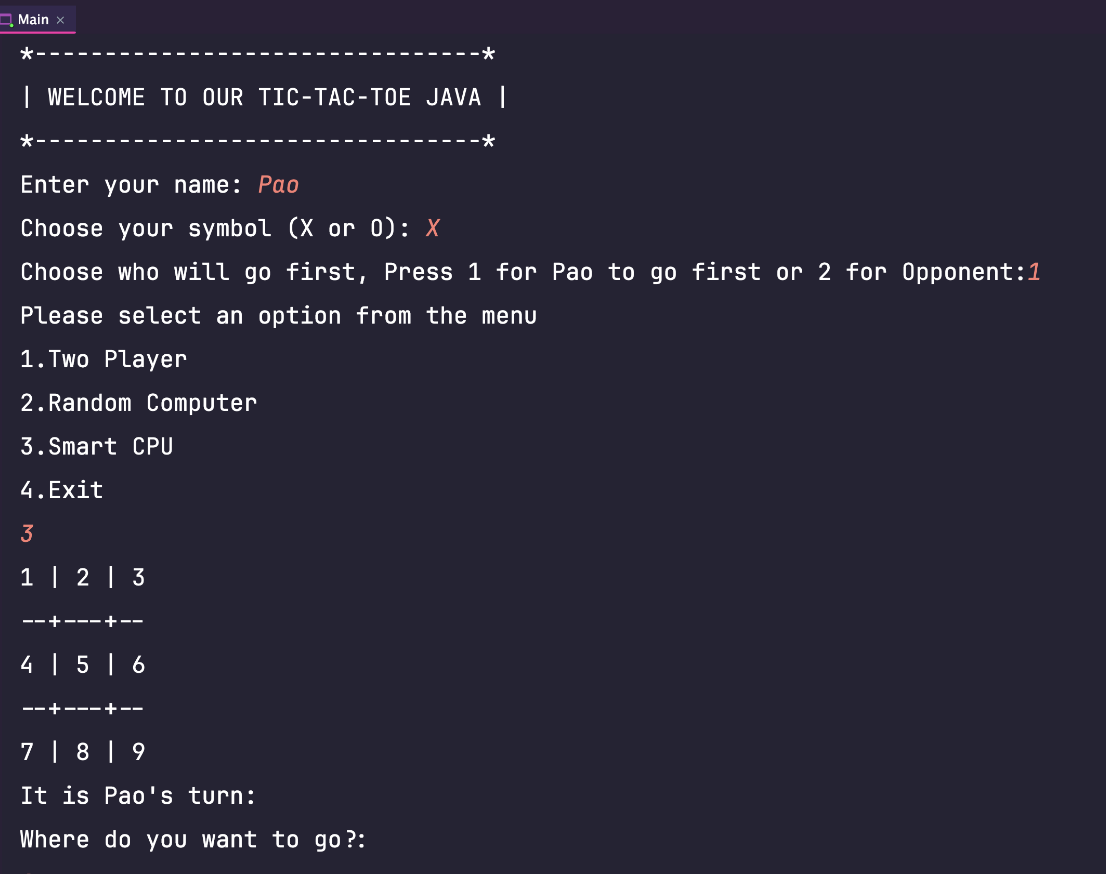 Main ×
*--------------------------------*
| WELCOME TO OUR TIC-TAC-TOE JAVA |
*--------------------------------*
Enter your name: Pao
Choose your symbol (X or O): X
Choose who will go first, Press 1 for Pao to go first or 2 for Opponent:1
Please select an option from the menu
1.Two Player
2.Random Computer
3.Smart CPU
4.Exit
3
1 | 2 | 3
--+---+--
4 | 5 | 6
--+---+--
7 | 8 | 9
It is Pao's turn:
Where do you want to go?: